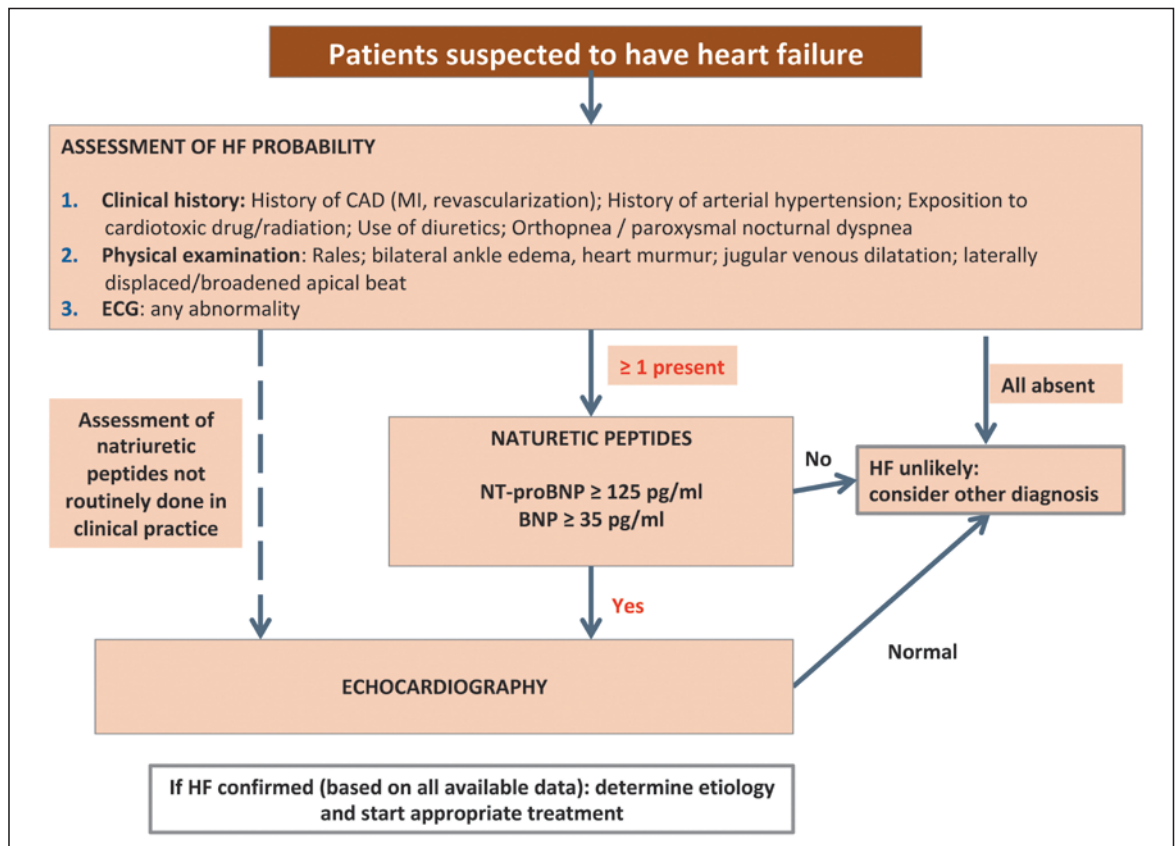 Patients suspected to have heart failure
ASSESSMENT OF HF PROBABILITY
1. Clinical history: History of CAD (MI, revascularization); History of arterial hypertension; Exposition to
cardiotoxic drug/radiation; Use of diuretics; Orthopnea / paroxysmal nocturnal dyspnea
2. Physical examination: Rales; bilateral ankle edema, heart murmur; jugular venous dilatation; laterally
displaced/broadened apical beat
3. ECG: any abnormality
≥ 1 present
All absent
Assessment of
natriuretic
peptides not
routinely done in
clinical practice
NATURETIC PEPTIDES
NT-proBNP ≥ 125 pg/ml
BNP ≥ 35 pg/ml
No
HF unlikely:
consider other diagnosis
Yes
Normal
ECHOCARDIOGRAPHY
If HF confirmed (based on all available data): determine etiology
and start appropriate treatment